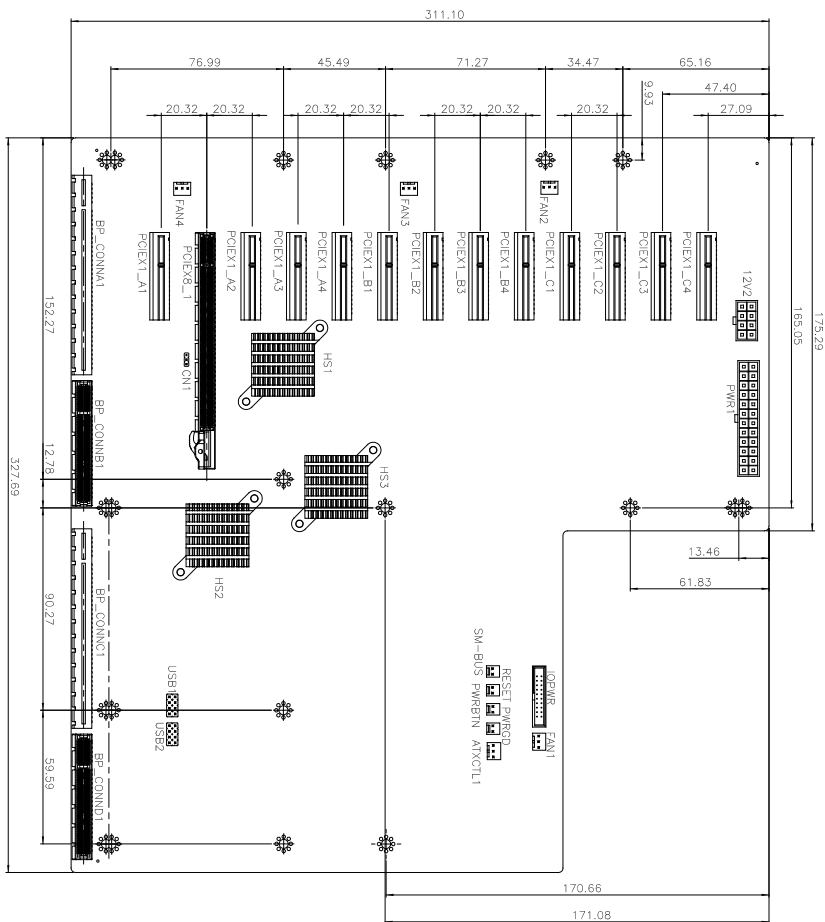 311.10
76.99
45.49
71.27
34.47
65.16
9.93
47.40
20.32
20.32
20.32
20.32
20.32
20.32
20.32
27.09
FAN4
FAN3
FAN2
BP_CONNA1
PCIEX1_A1
PCIEX8_1
PCIEX1_A2
PCIEX1_A3
PCIEX1_A4
PCIEX1_B1
PCIEX1_B2
PCIEX1_B3
PCIEX1_B4
PCIEX1_C1
PCIEX1_C2
PCIEX1_C3
PCIEX1_C4
12V2
152.27
165.05
175.29
CN1
HS1
PWR1
BP_CONNB1
12.78
327.69
HS3
HS2
13.46
61.83
BP_CONNC1
90.27
SM-BUS
RESET
PWRBTN
PWRGD
ATXCTL1
IOPWR
FAN1
USB1
USB2
BP_CONND1
59.59
170.66
171.08